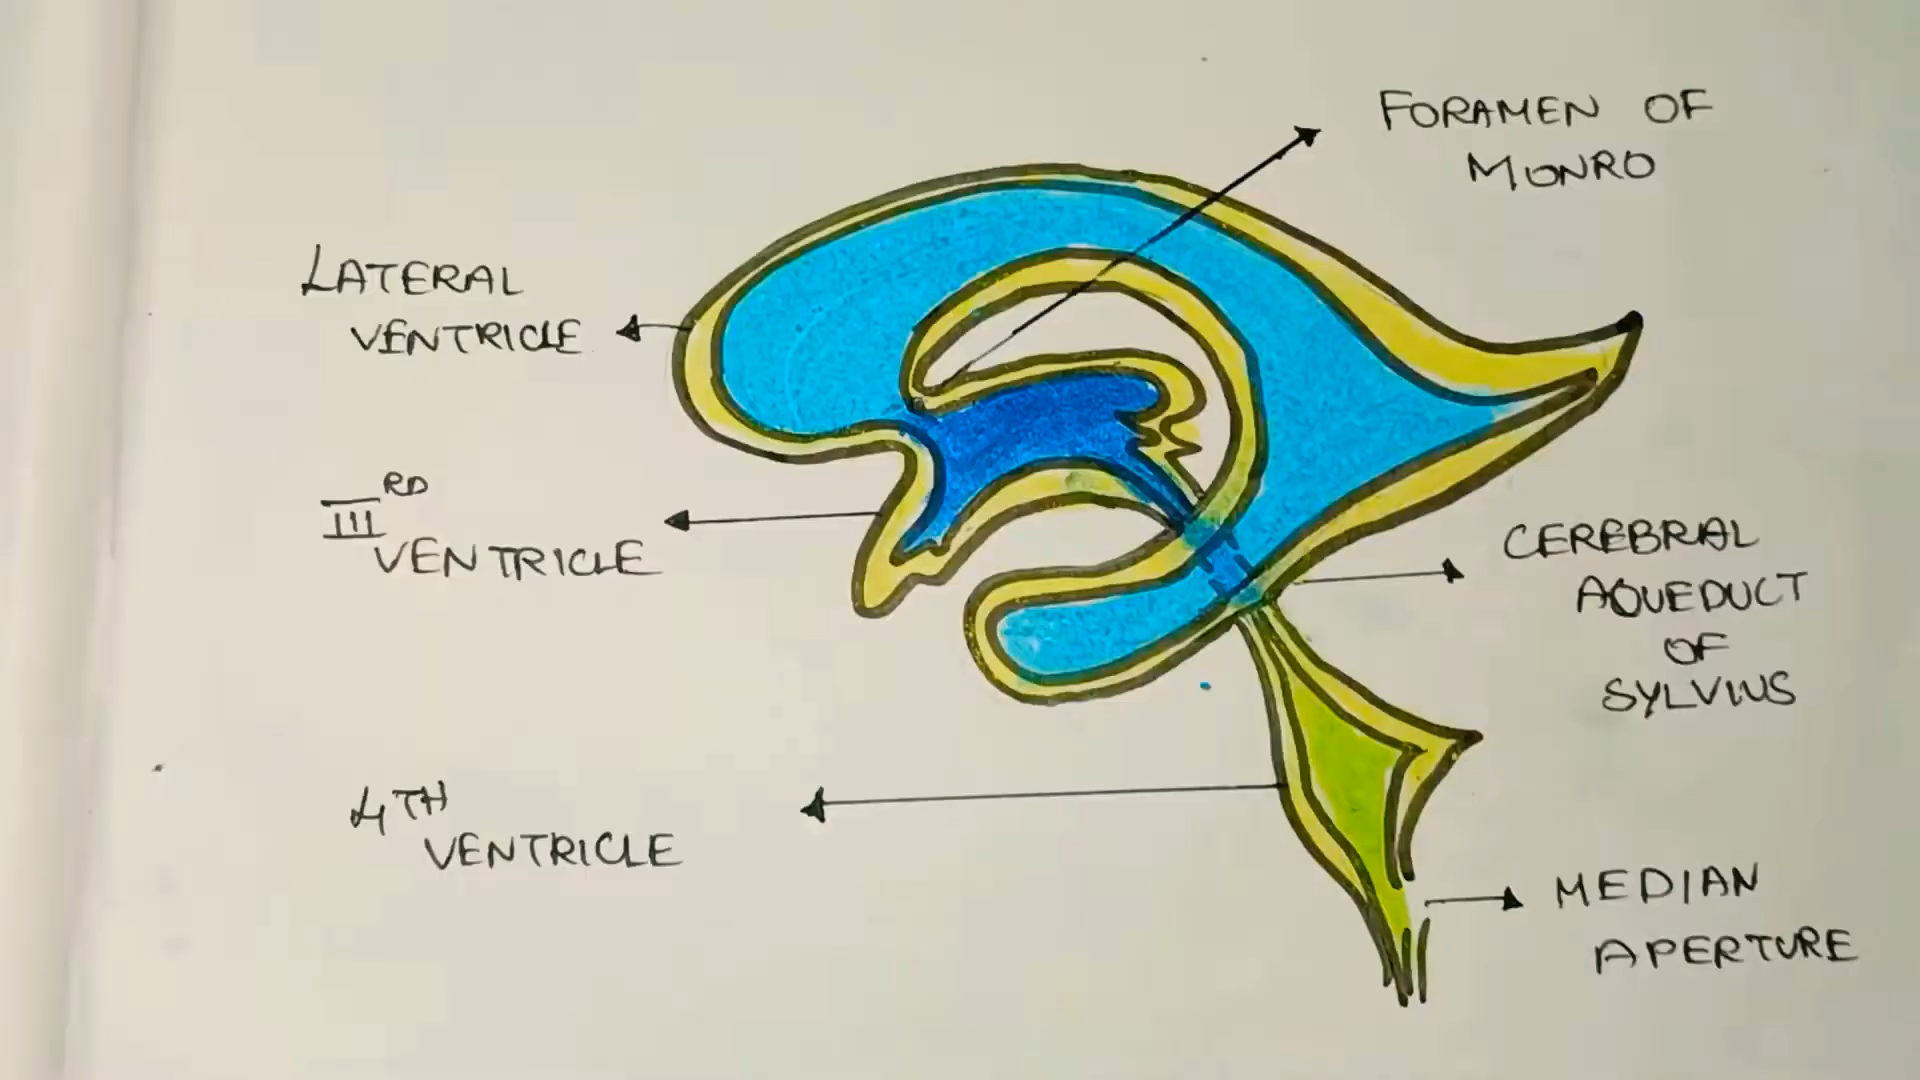 FORAMEN OF
MONRO
LATERAL
VENTRICLE
III RD
VENTRICLE
CEREBRAL
AQUEDUCT
OF
SYLVIUS
4TH
VENTRICLE
MEDIAN
APERTURE